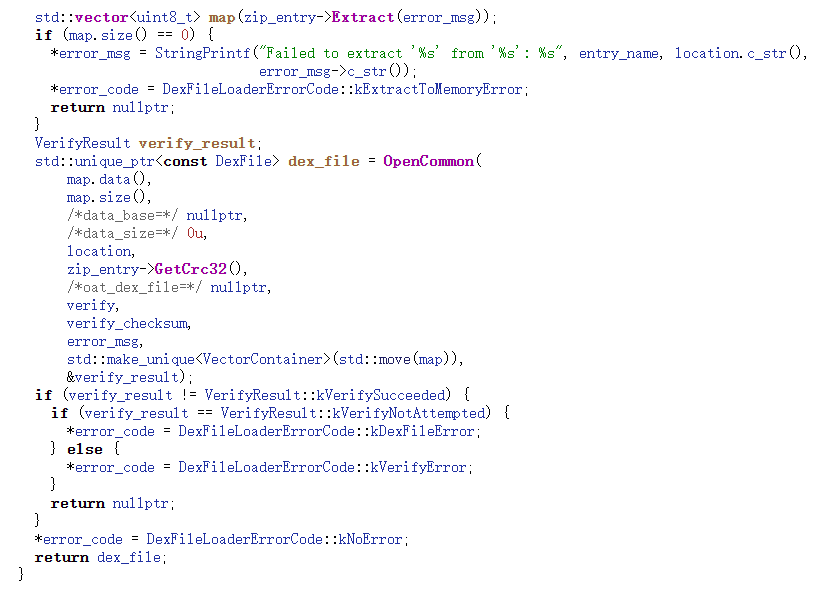 std::vector<uint8_t> map(zip_entry->Extract(error_msg));
if (map.size() == 0) {
*error_msg = StringPrintf("Failed to extract '%s' from '%s': %s", entry_name, location.c_str(),
error_msg->c_str());
*error_code = DexFileLoaderErrorCode::kExtractToMemoryError;
return nullptr;
}
VerifyResult verify_result;
std::unique_ptr<const DexFile> dex_file = OpenCommon(
map.data(),
map.size(),
/*data_base=*/ nullptr,
/*data_size=*/ 0u,
location,
zip_entry->GetCrc32(),
/*oat_dex_file=*/ nullptr,
verify,
verify_checksum,
error_msg,
std::make_unique<VectorContainer>(std::move(map)),
&verify_result);
if (verify_result != VerifyResult::kVerifySucceeded) {
if (verify_result == VerifyResult::kVerifyNotAttempted) {
*error_code = DexFileLoaderErrorCode::kDexFileError;
} else {
*error_code = DexFileLoaderErrorCode::kVerifyError;
}
return nullptr;
}
*error_code = DexFileLoaderErrorCode::kNoError;
return dex_file;
}